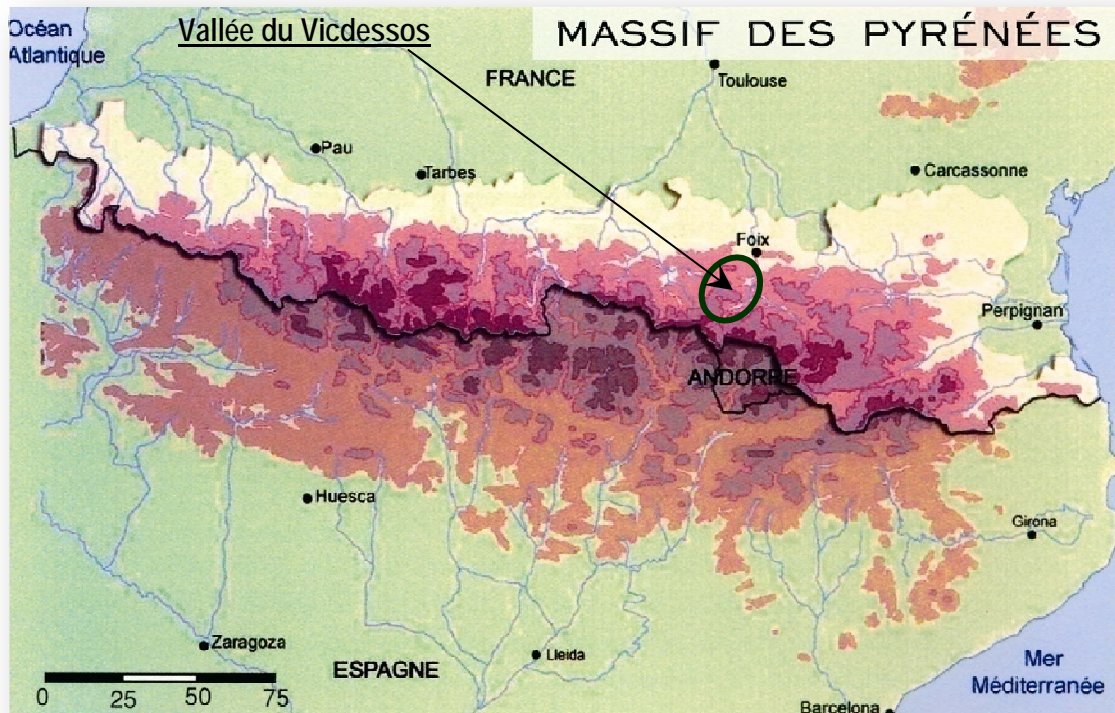 Océan
Atlantique
Vallée du Vicdessos
MASSIF DES PYRÉNÉES
FRANCE
Toulouse
Pau
Tarbes
Carcassonne
Foix
Perpignan
ANDORRE
Huesca
Girona
Zaragoza
Lleida
ESPAGNE
Mer
Méditerranée
0 25 50 75
Barcelona